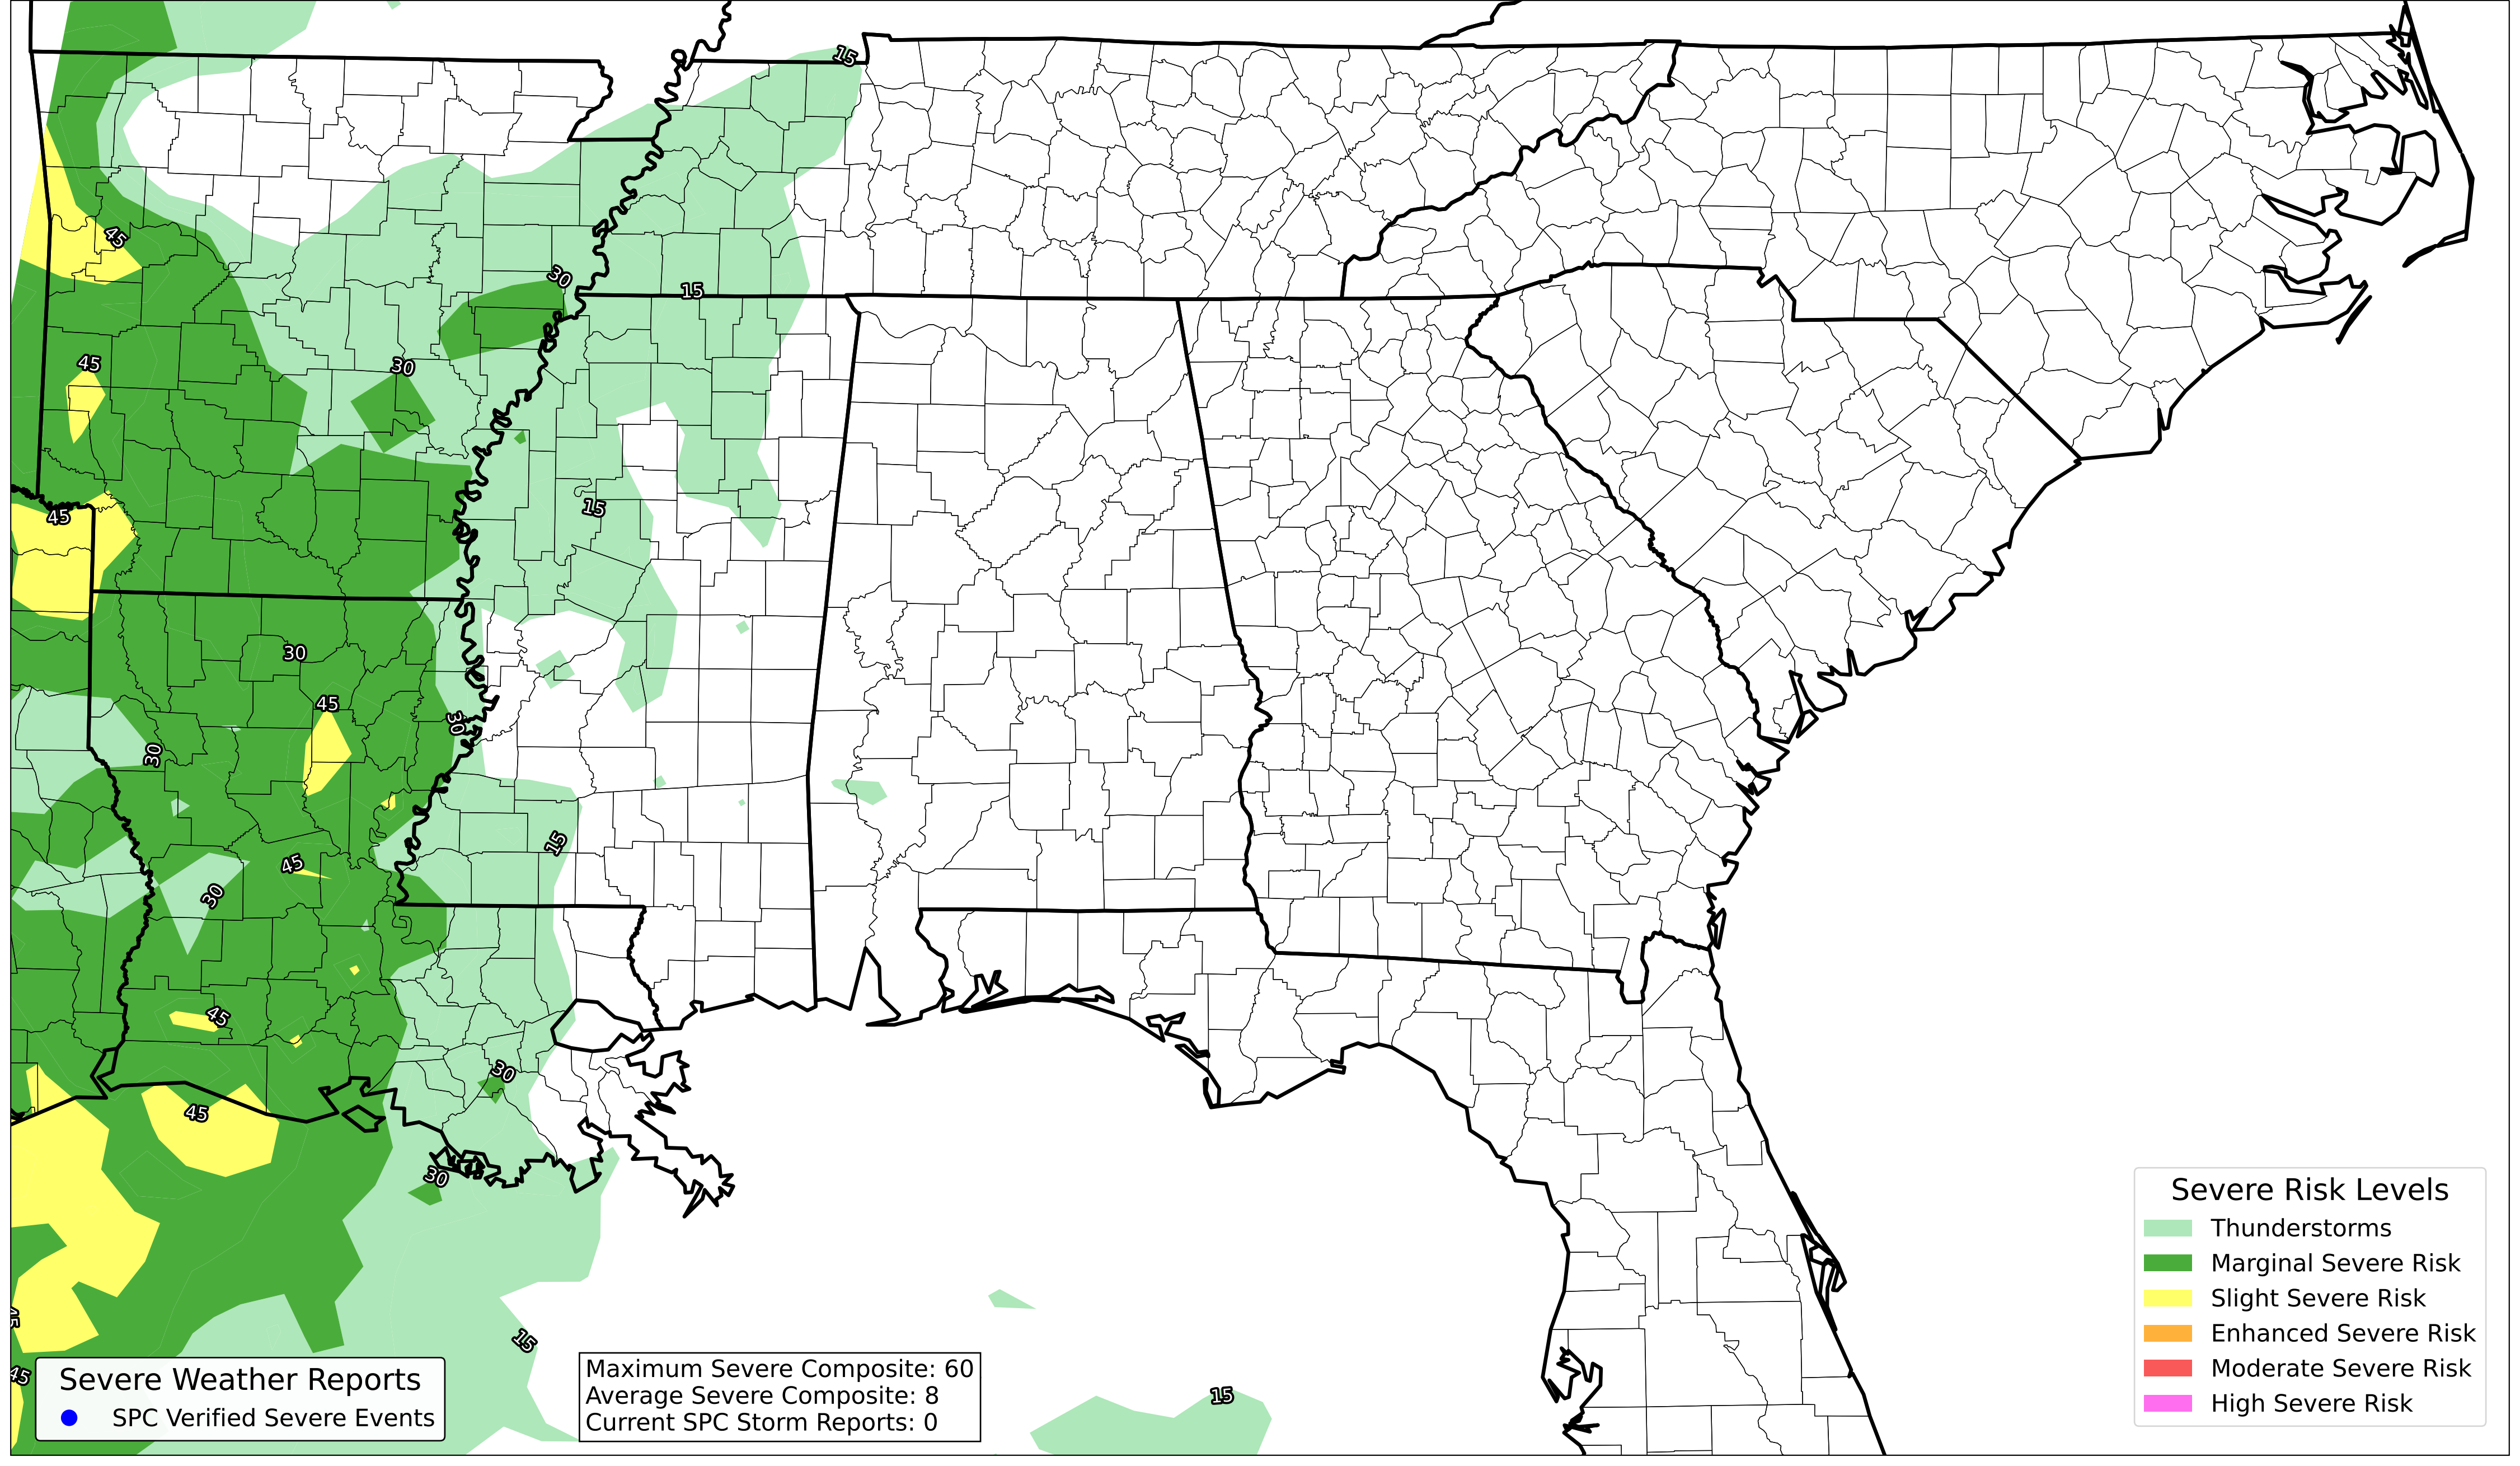 15
45
30
15
45
30
15
45
30
45
30
30
15
45
30
45
30
45
30
45
15
15
45
45
Severe Weather Reports
SPC Verified Severe Events
Maximum Severe Composite: 60
Average Severe Composite: 8
Current SPC Storm Reports: 0
Severe Risk Levels
Thunderstorms
Marginal Severe Risk
Slight Severe Risk
Enhanced Severe Risk
Moderate Severe Risk
High Severe Risk